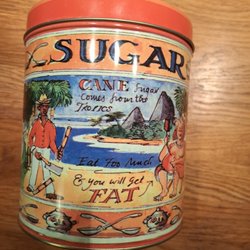 SUGAR
CANE Sugar
comes from the
TROPICS
Eat Too Much
& you will get
FAT